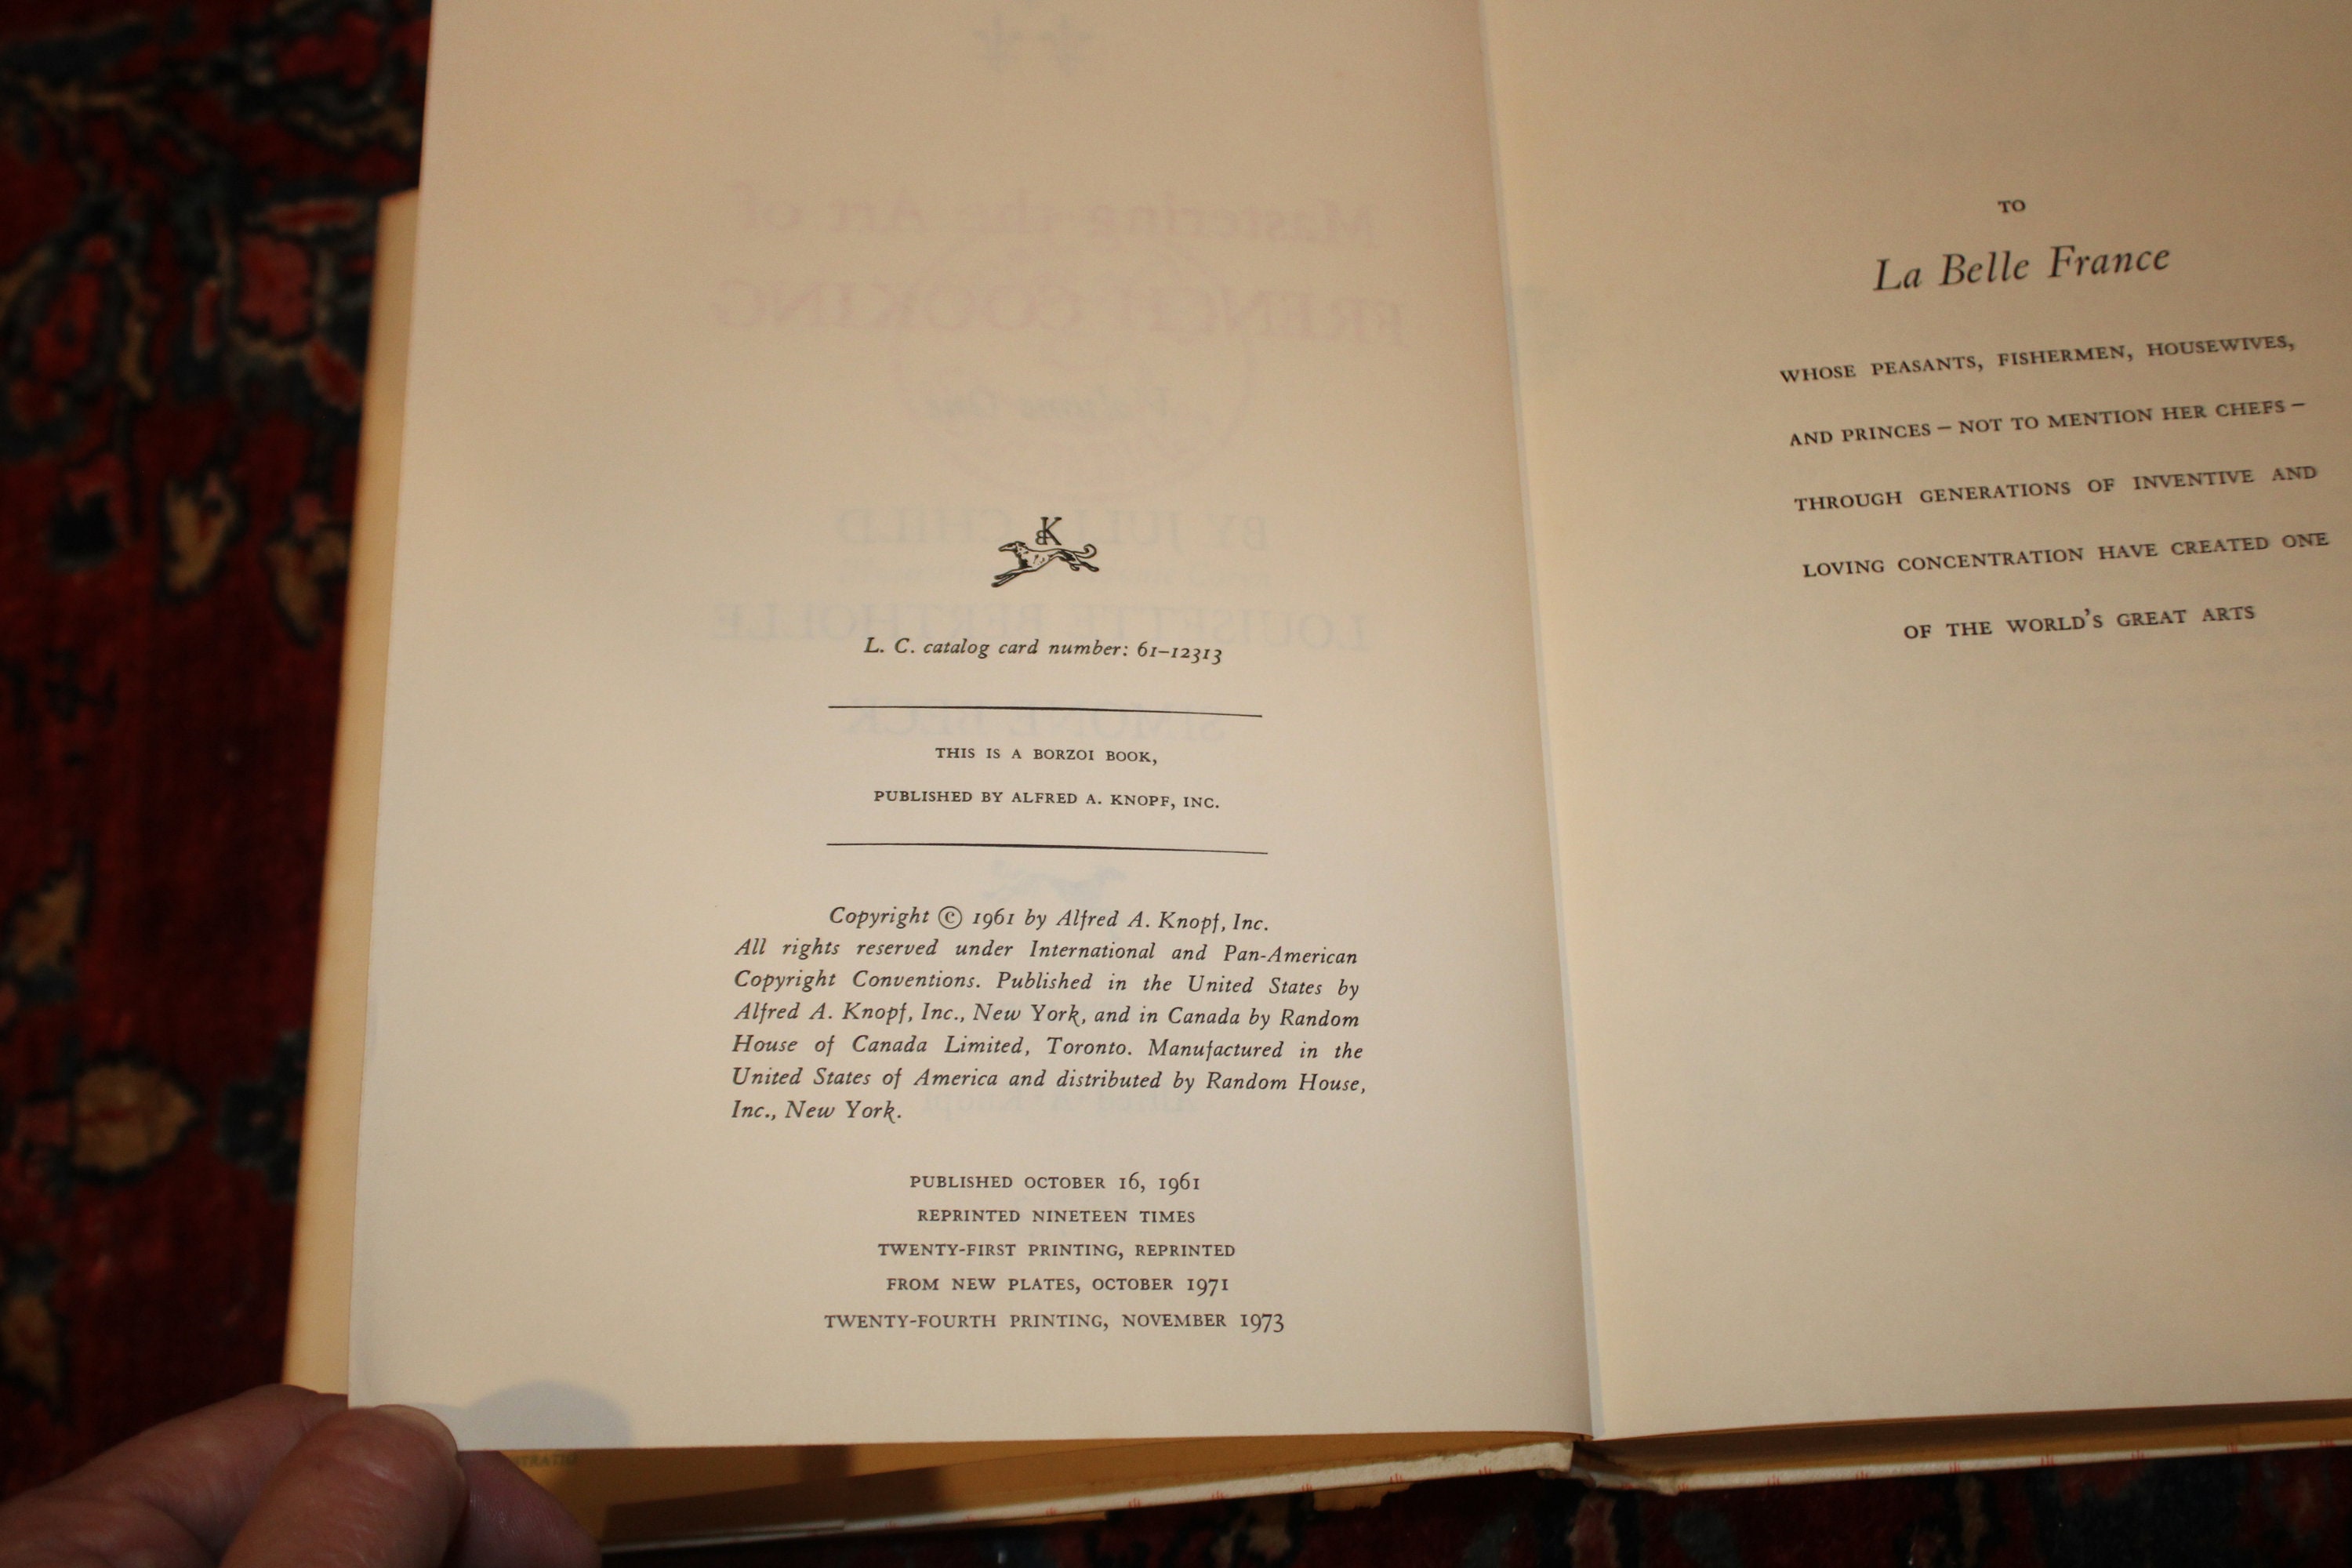 BK
L. C. catalog card number: 61–12313
THIS IS A BORZOI BOOK,
PUBLISHED BY ALFRED A. KNOPF, INC.
Copyright © 1961 by Alfred A. Knopf, Inc.
All rights reserved under International and Pan-American
Copyright Conventions. Published in the United States by
Alfred A. Knopf, Inc., New York, and in Canada by Random
House of Canada Limited, Toronto. Manufactured in the
United States of America and distributed by Random House,
Inc., New York.
PUBLISHED OCTOBER 16, 1961
REPRINTED NINETEEN TIMES
TWENTY-FIRST PRINTING, REPRINTED
FROM NEW PLATES, OCTOBER 1971
TWENTY-FOURTH PRINTING, NOVEMBER 1973
TO
La Belle France
WHOSE PEASANTS, FISHERMEN, HOUSEWIVES,
AND PRINCES – NOT TO MENTION HER CHEFS –
THROUGH GENERATIONS OF INVENTIVE AND
LOVING CONCENTRATION HAVE CREATED ONE
OF THE WORLD'S GREAT ARTS